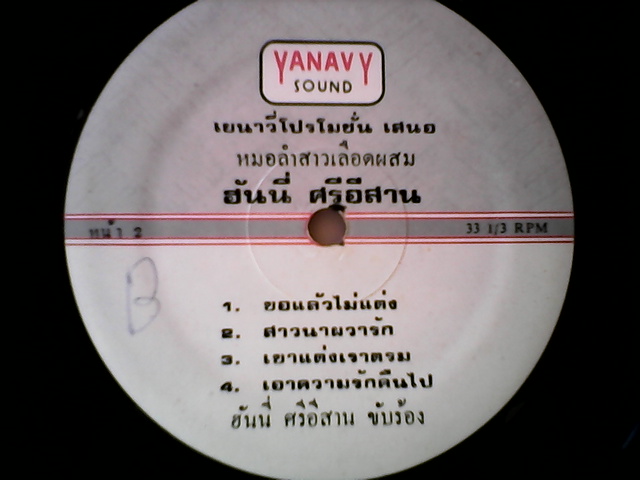 YANAVY
SOUND
เยนาวี่โปรโมชั่น เสนอ
หมอลำสาวเลือดผสม
ฮันนี่ ศรีอีสาน
หน้า 2
33 1/3 RPM
B
1. ขอแล้วไม่แต่ง
2. สาวนาผวารัก
3. เขาแต่งเราตรม
4. เอาความรักคืนไป
ฮันนี่ ศรีอีสาน ขับร้อง